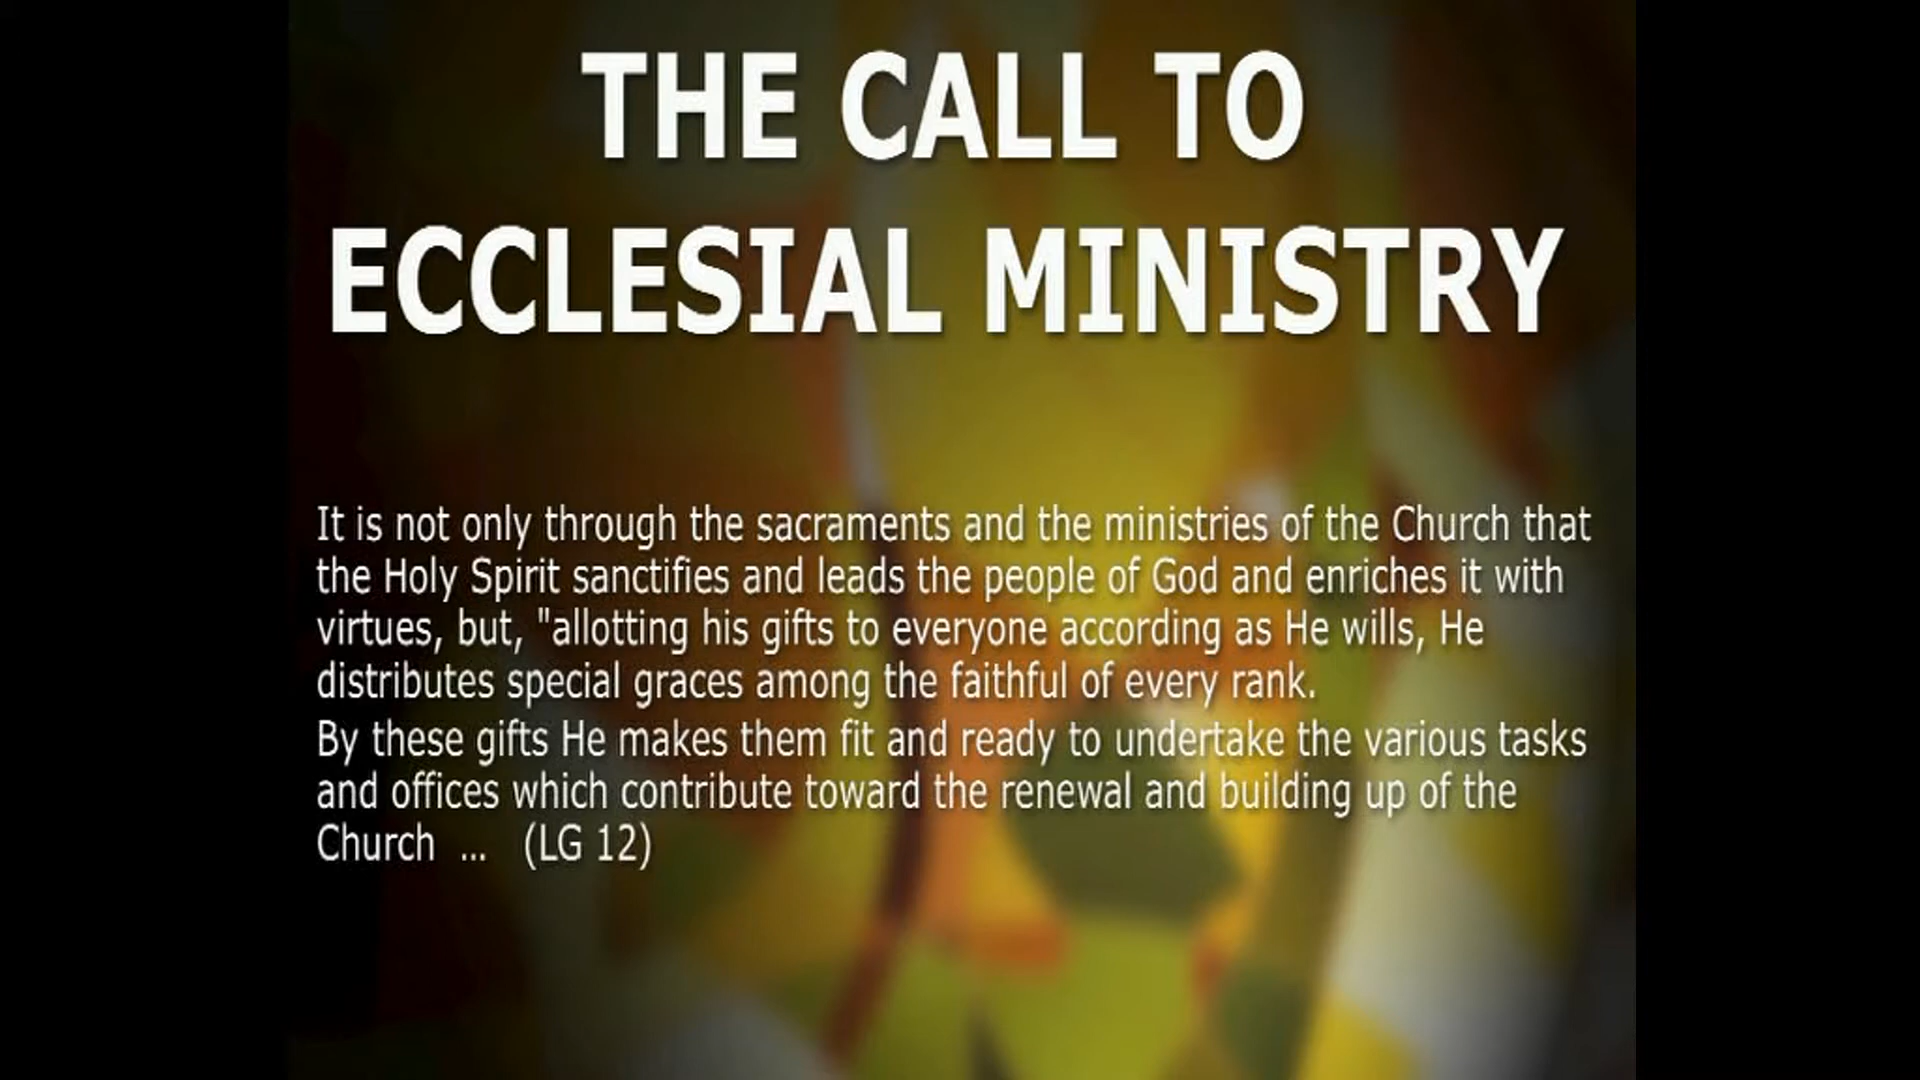 THE CALL TO
ECCLESIAL MINISTRY
It is not only through the sacraments and the ministries of the Church that
the Holy Spirit sanctifies and leads the people of God and enriches it with
virtues, but, "allotting his gifts to everyone according as He wills, He
distributes special graces among the faithful of every rank.
By these gifts He makes them fit and ready to undertake the various tasks
and offices which contribute toward the renewal and building up of the
Church ... (LG 12)